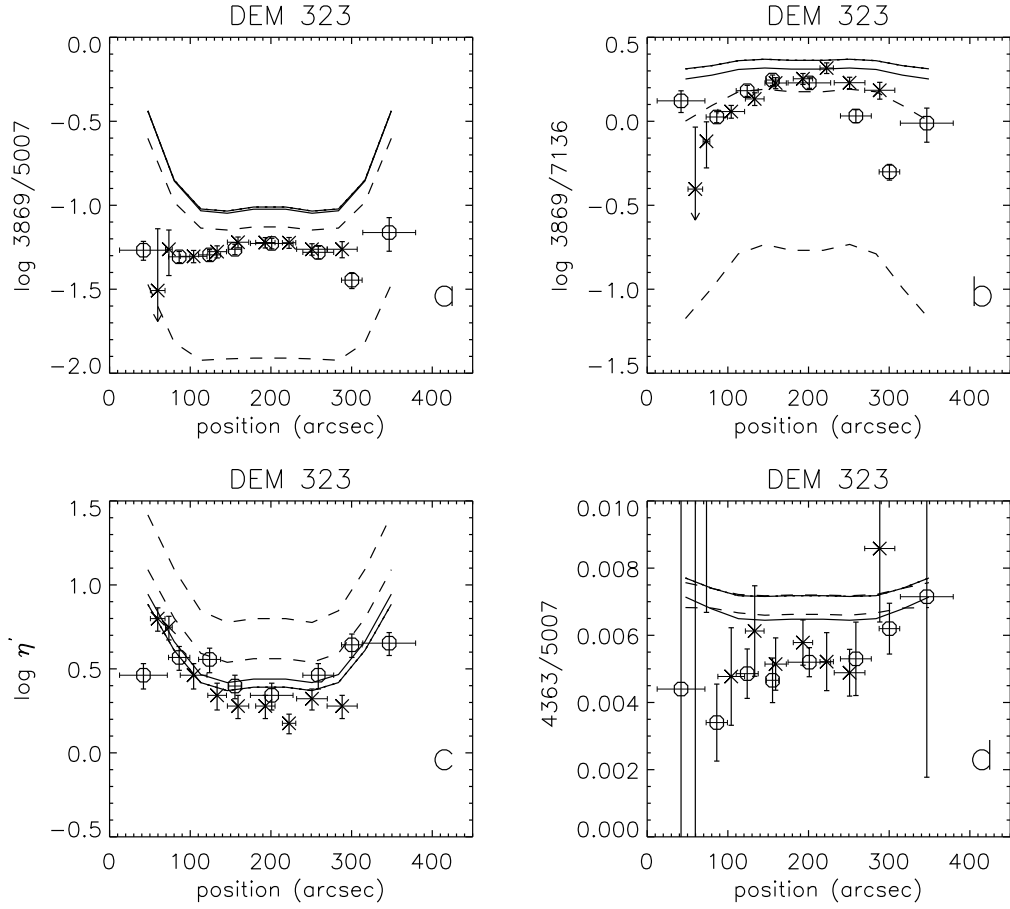 DEM 323
0.0
-0.5
-1.0
-1.5
-2.0
log 3869/5007
0 100 200 300 400
position (arcsec)
a
DEM 323
0.5
0.0
-0.5
-1.0
-1.5
log 3869/7136
0 100 200 300 400
position (arcsec)
b
DEM 323
1.5
1.0
0.5
0.0
-0.5
log η'
0 100 200 300 400
position (arcsec)
c
DEM 323
0.010
0.008
0.006
0.004
0.002
0.000
4363/5007
0 100 200 300 400
position (arcsec)
d